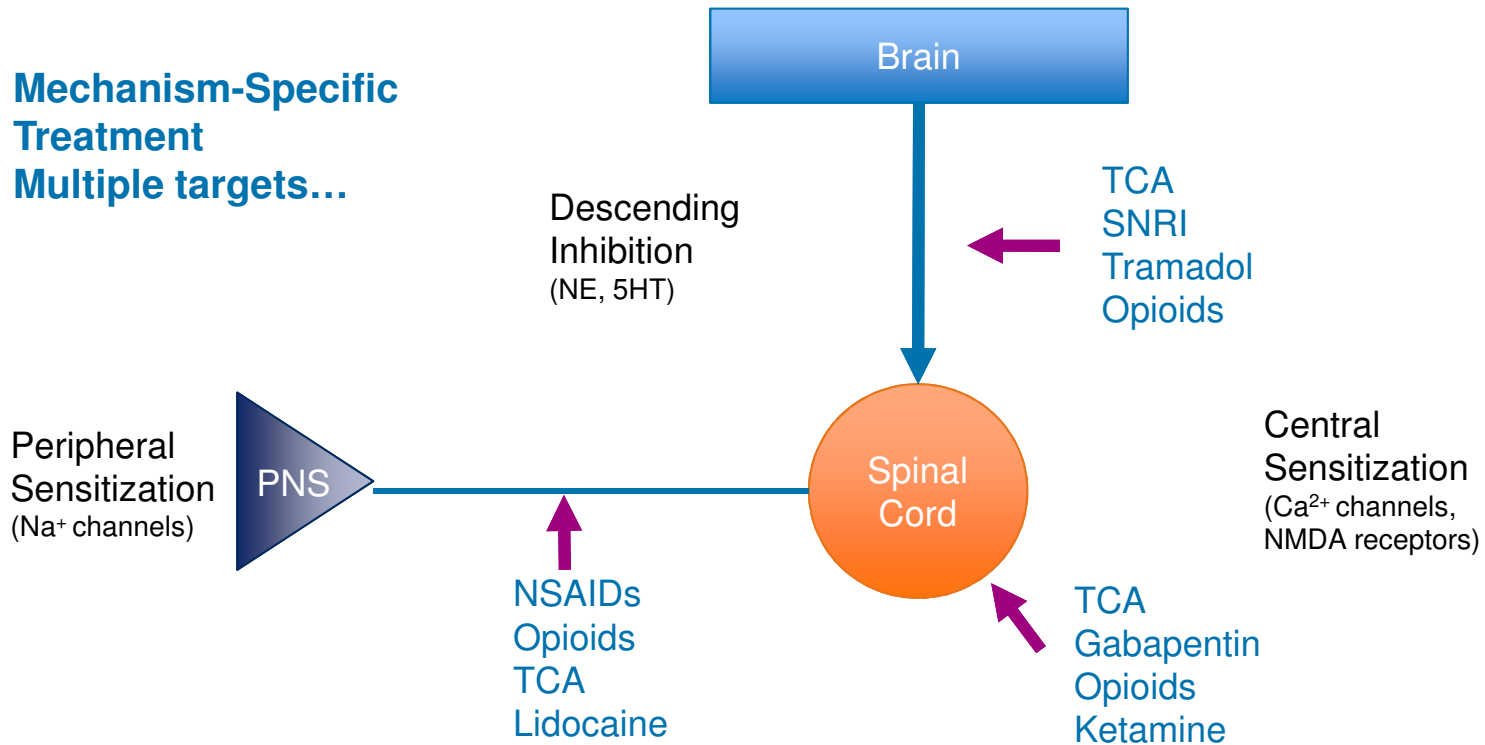 Mechanism-Specific
Treatment
Multiple targets…
Brain
Descending
Inhibition
(NE, 5HT)
TCA
SNRI
Tramadol
Opioids
Peripheral
Sensitization
(Na⁺ channels)
PNS
Spinal
Cord
Central
Sensitization
(Ca²⁺ channels,
NMDA receptors)
NSAIDs
Opioids
TCA
Lidocaine
TCA
Gabapentin
Opioids
Ketamine